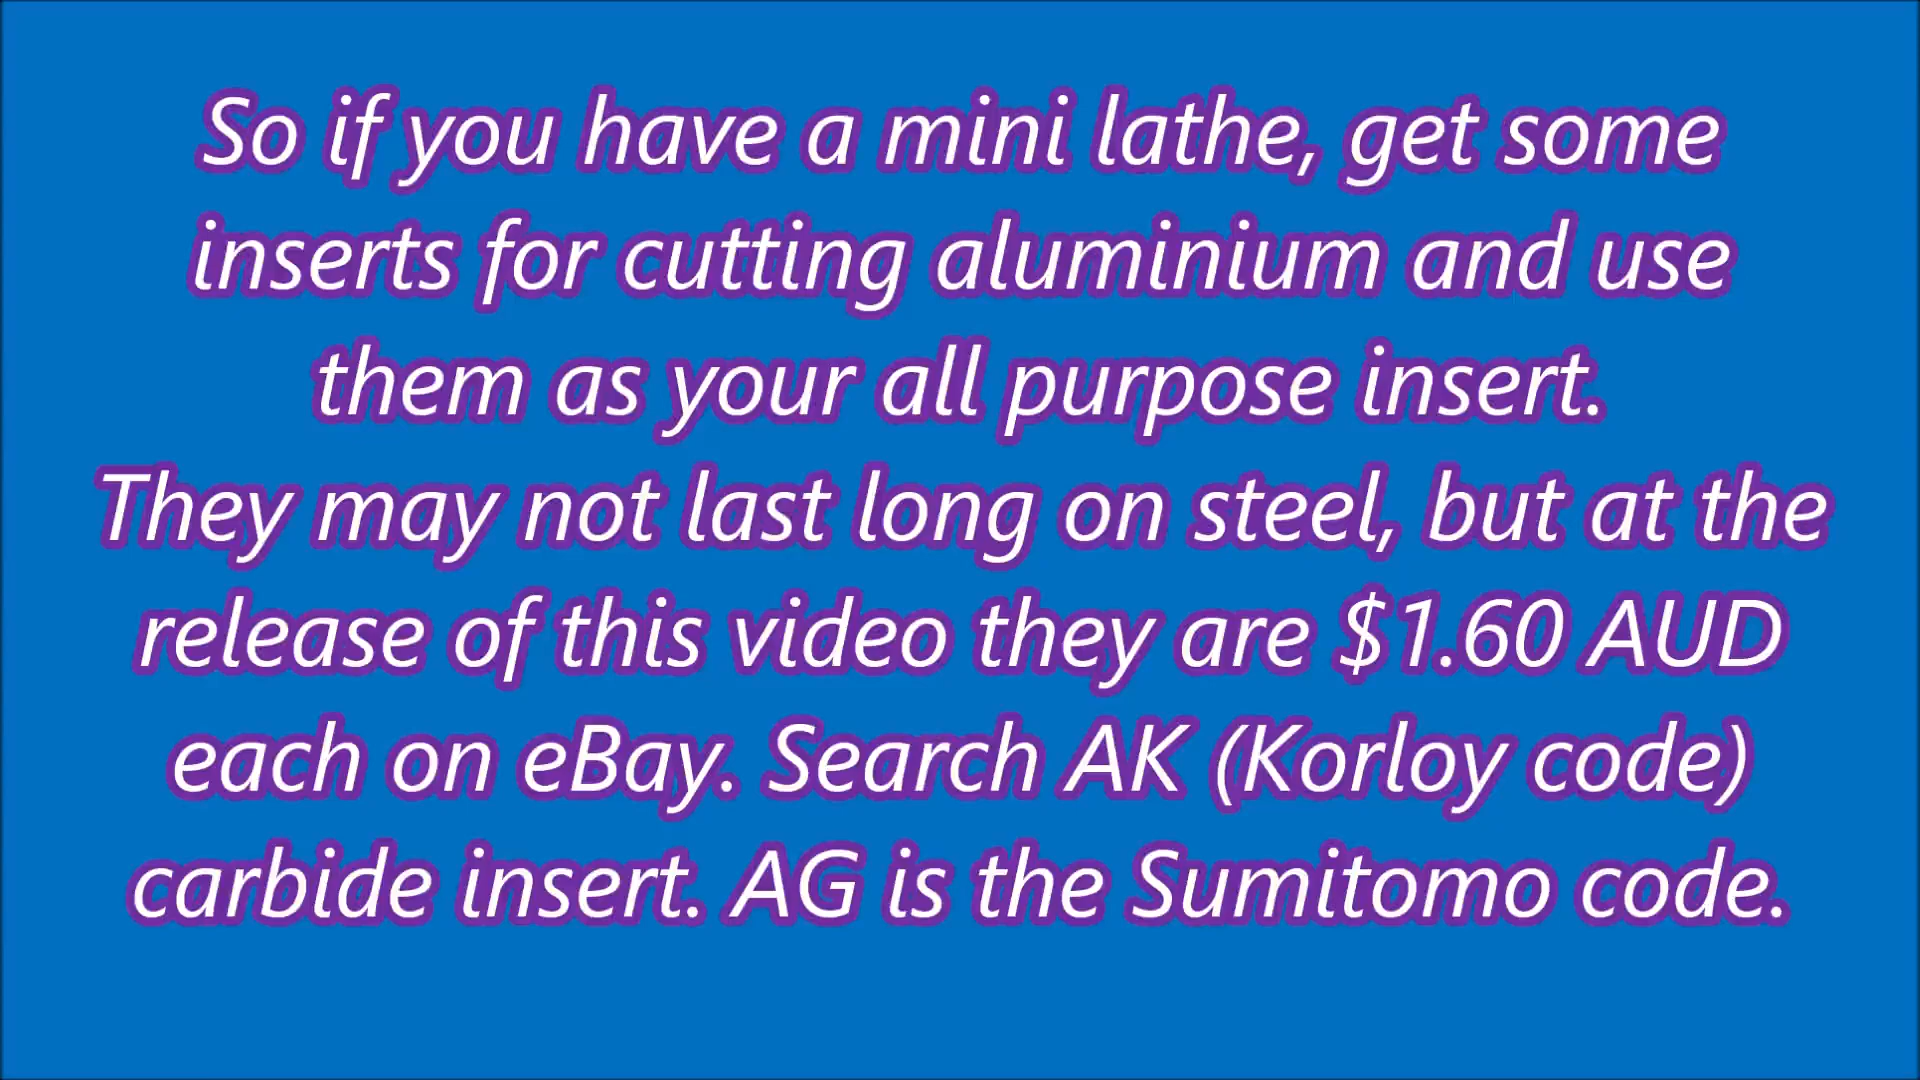 So if you have a mini lathe, get some
inserts for cutting aluminium and use
them as your all purpose insert.
They may not last long on steel, but at the
release of this video they are $1.60 AUD
each on eBay. Search AK (Korloy code)
carbide insert. AG is the Sumitomo code.